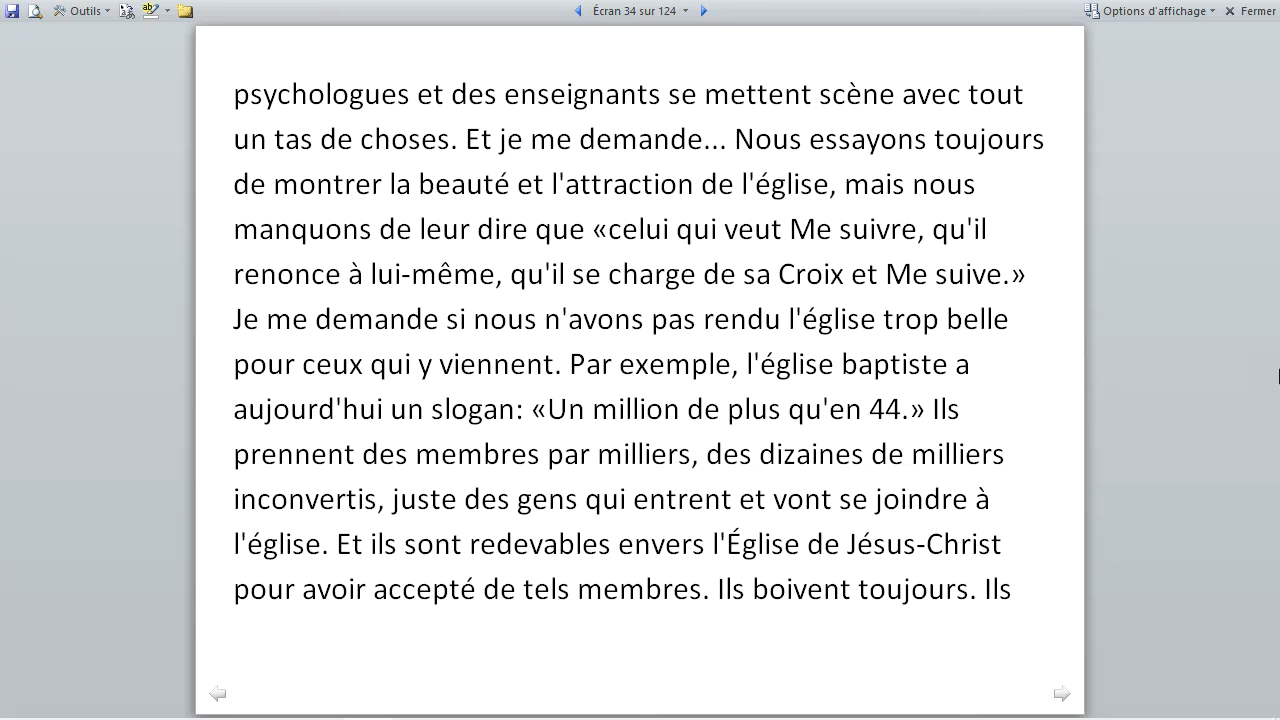 Outils
Écran 34 sur 124
Options d'affichage
Fermer
psychologues et des enseignants se mettent scène avec tout
un tas de choses. Et je me demande... Nous essayons toujours
de montrer la beauté et l'attraction de l'église, mais nous
manquons de leur dire que «celui qui veut Me suivre, qu'il
renonce à lui-même, qu'il se charge de sa Croix et Me suive.»
Je me demande si nous n'avons pas rendu l'église trop belle
pour ceux qui y viennent. Par exemple, l'église baptiste a
aujourd'hui un slogan: «Un million de plus qu'en 44.» Ils
prennent des membres par milliers, des dizaines de milliers
inconvertis, juste des gens qui entrent et vont se joindre à
l'église. Et ils sont redevables envers l'Église de Jésus-Christ
pour avoir accepté de tels membres. Ils boivent toujours. Ils